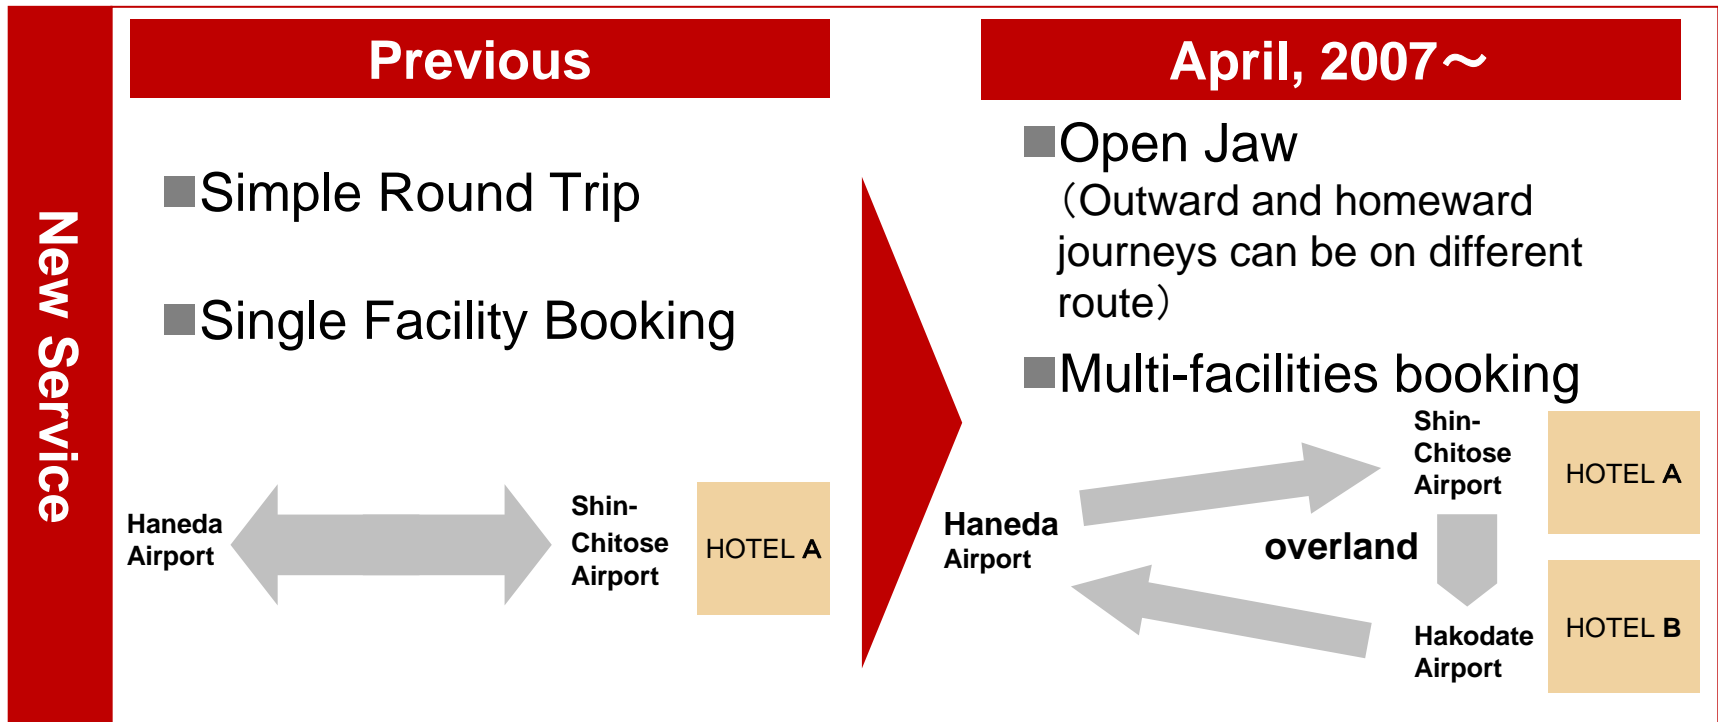 New Service
Previous
■Simple Round Trip
■Single Facility Booking
Haneda
Airport
Shin-
Chitose
Airport
HOTEL A
April, 2007～
■Open Jaw
（Outward and homeward
journeys can be on different
route）
■Multi-facilities booking
Haneda
Airport
Shin-
Chitose
Airport
HOTEL A
overland
Hakodate
Airport
HOTEL B